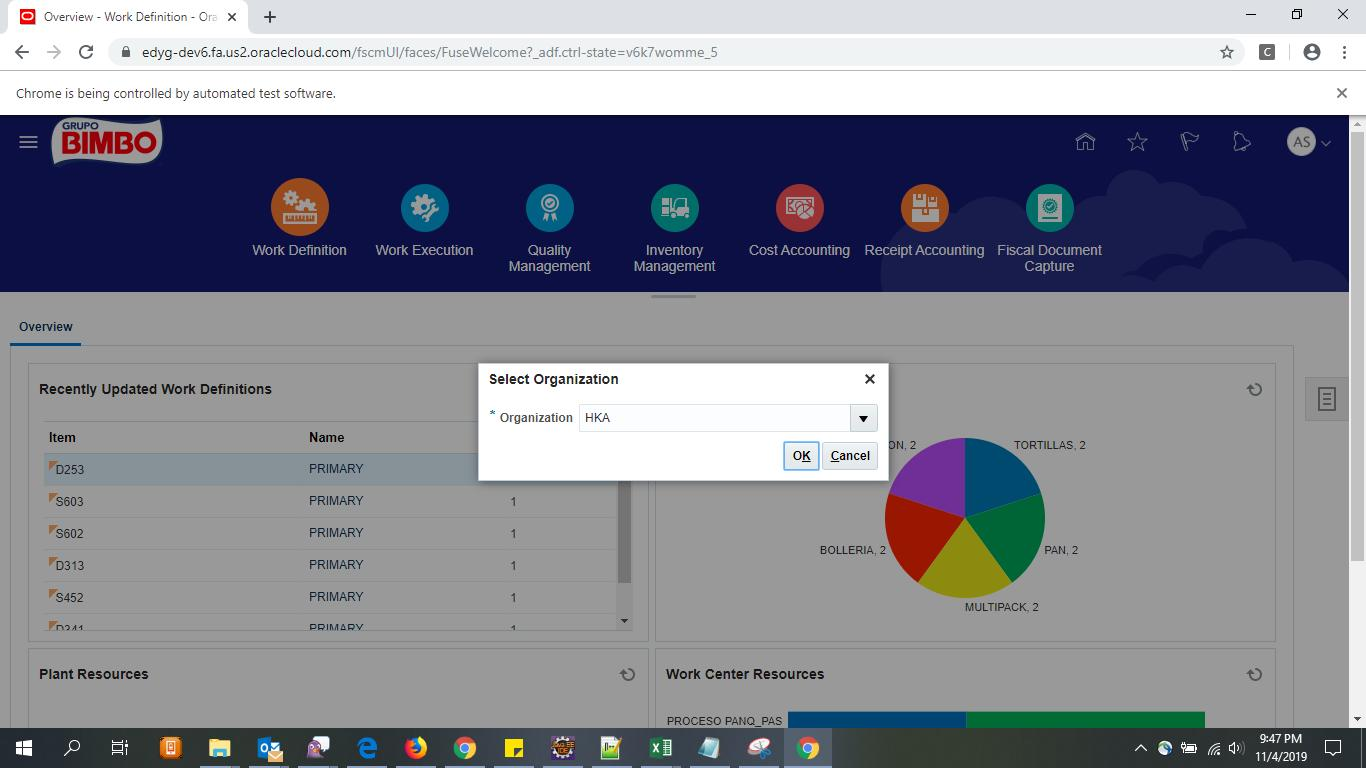 Overview - Work Definition - Ora
edyg-dev6.fa.us2.oraclecloud.com/fscmUI/faces/FuseWelcome?_adf.ctrl-state=v6k7womme_5
C
Chrome is being controlled by automated test software.
GRUPO
BIMBO
AS
Work Definition
Work Execution
Quality
Management
Inventory
Management
Cost Accounting
Receipt Accounting
Fiscal Document
Capture
Overview
Recently Updated Work Definitions
Item
Name
D253
PRIMARY
S603
PRIMARY
1
S602
PRIMARY
1
D313
PRIMARY
1
S452
PRIMARY
1
D341
PRIMARY
1
Select Organization
* Organization
HKA
OK
Cancel
ON, 2
TORTILLAS, 2
BOLLERIA, 2
PAN, 2
MULTIPACK, 2
Plant Resources
Work Center Resources
PROCESO PANQ_PAS
9:47 PM
11/4/2019